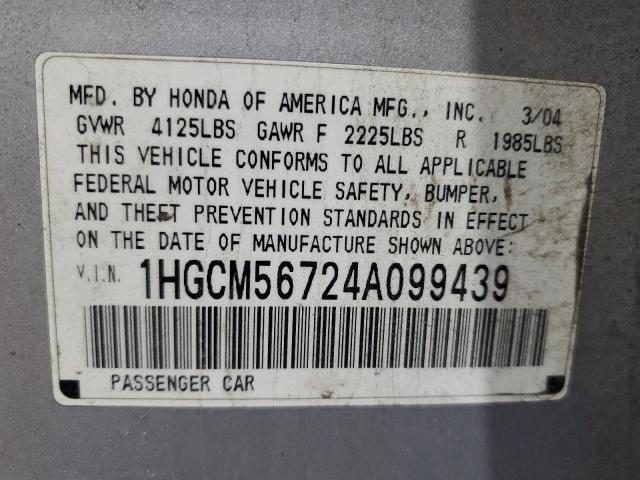 MFD. BY HONDA OF AMERICA MFG., INC. 3/04
GVWR 4125LBS GAWR F 2225LBS R 1985LBS
THIS VEHICLE CONFORMS TO ALL APPLICABLE
FEDERAL MOTOR VEHICLE SAFETY, BUMPER,
AND THEFT PREVENTION STANDARDS IN EFFECT
ON THE DATE OF MANUFACTURE SHOWN ABOVE:
V.I.N. 1HGCM56724A099439
PASSENGER CAR